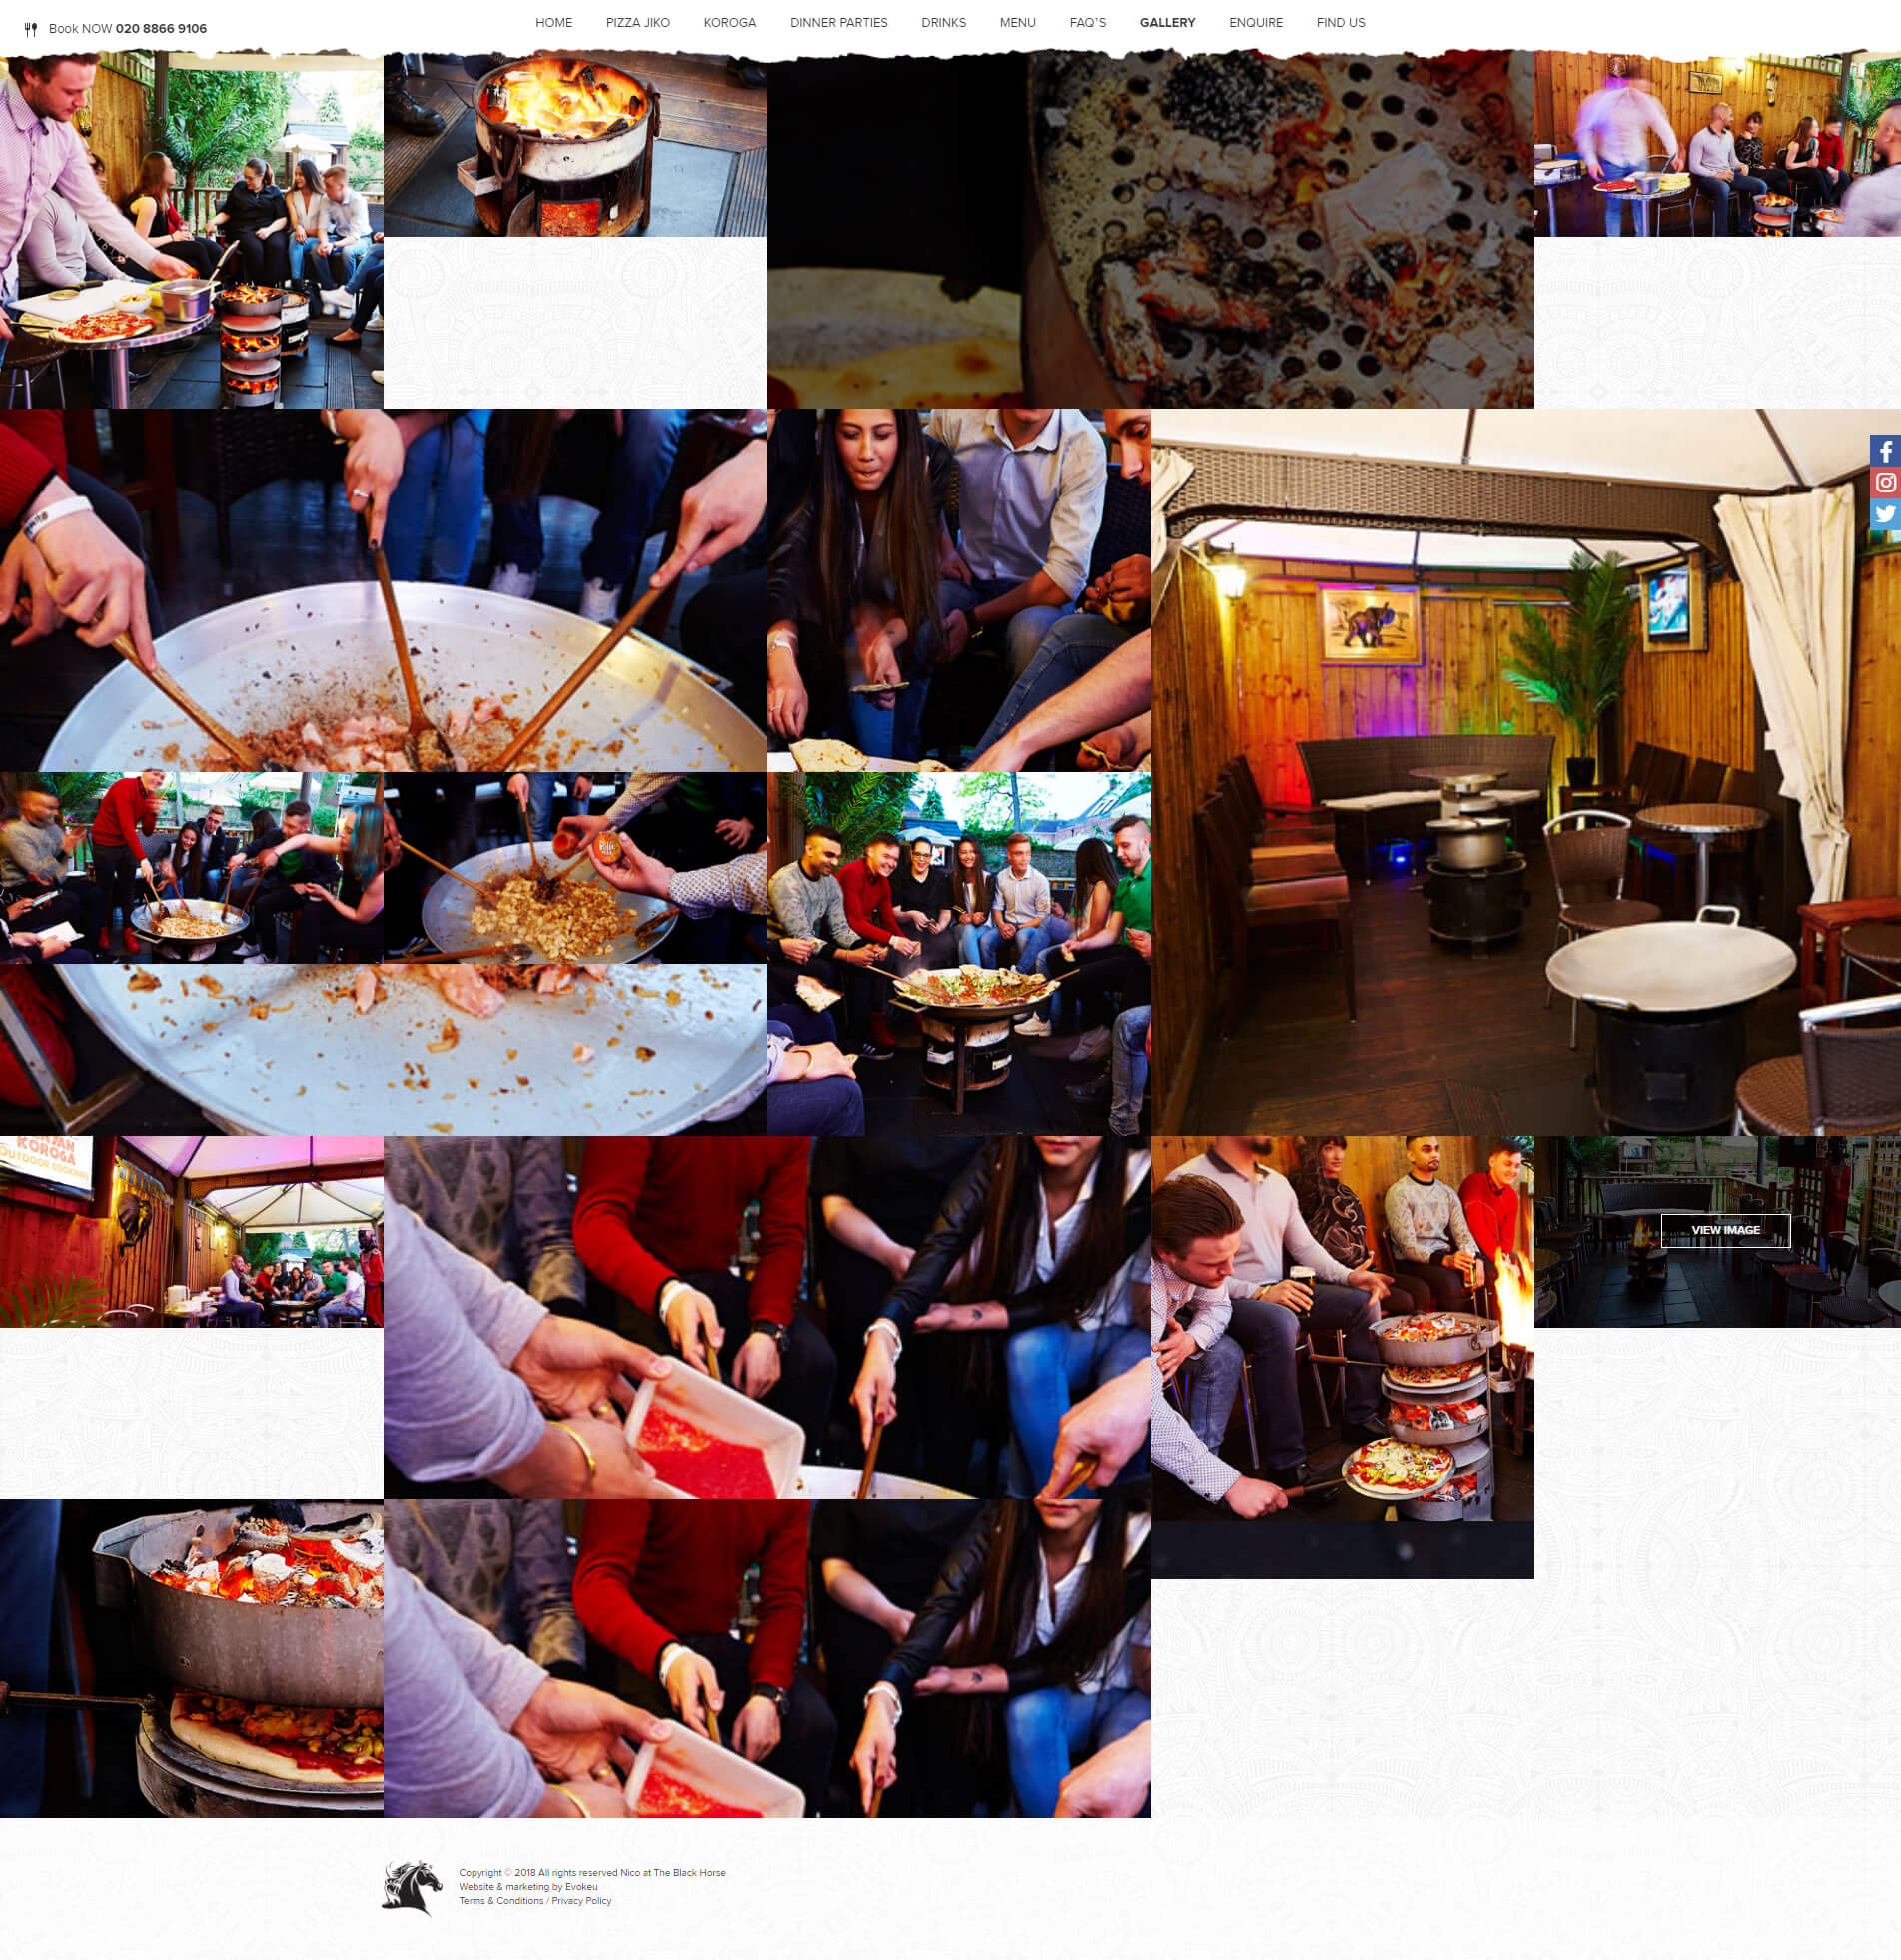 Book NOW 020 8866 9106
HOME
PIZZA JIKO
KOROGA
DINNER PARTIES
DRINKS
MENU
FAQ'S
GALLERY
ENQUIRE
FIND US
KOROGA
OUTDOOR COOKING
VIEW IMAGE
Copyright © 2018 All rights reserved Nico at The Black Horse
Website & marketing by Evokeu
Terms & Conditions / Privacy Policy